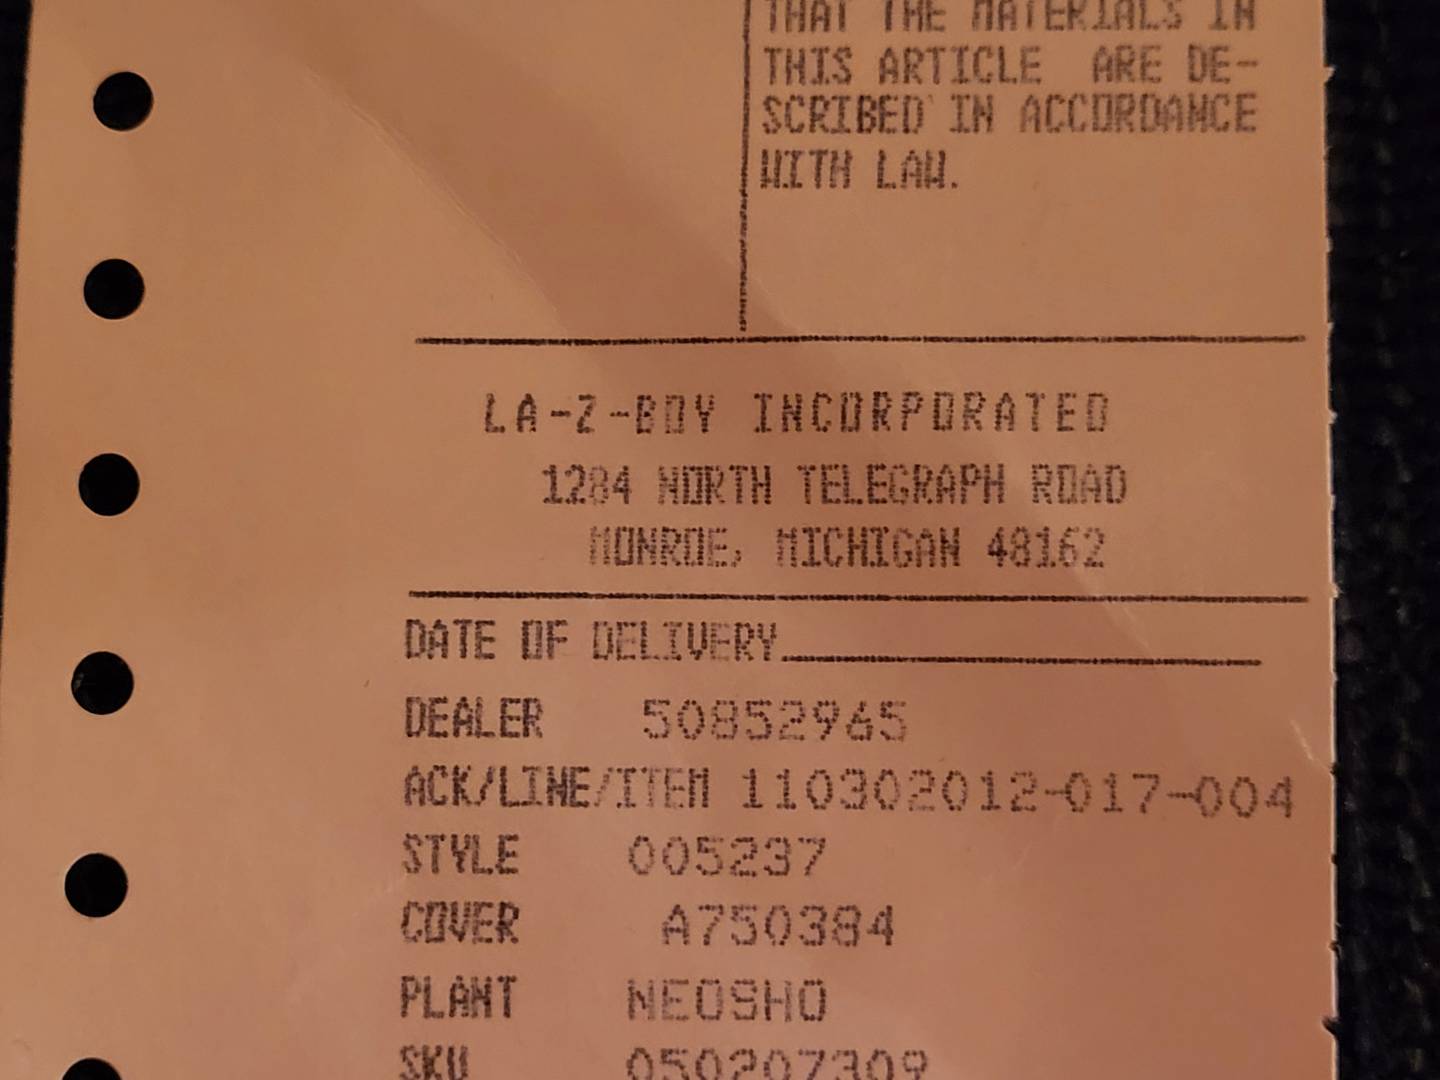 THAT THE MATERIALS IN
THIS ARTICLE ARE DE-
SCRIBED IN ACCORDANCE
WITH LAW.
LA-Z-BOY INCORPORATED
1284 NORTH TELEGRAPH ROAD
MONROE, MICHIGAN 48162
DATE OF DELIVERY
DEALER 50852965
ACK/LINE/ITEM 110302012-017-004
STYLE 005237
COVER A750384
PLANT NEOSHO
SKU 050207309